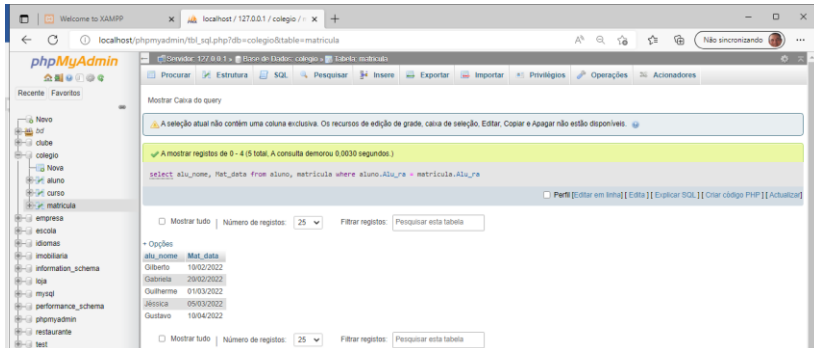 Welcome to XAMPP
localhost / 127.0.0.1 / colegio / r
localhost/phpmyadmin/tbl_sql.php?db=colegio&table=matricula
Não sincronizando
phpMyAdmin
Recente Favoritos
Novo
bd
clube
colegio
Nova
aluno
curso
matricula
empresa
escola
idiomas
imobiliaria
information_schema
loja
mysql
performance_schema
phpmyadmin
restaurante
test
Servidor: 127.0.0.1 » Base de Dados: colegio » Tabela: matricula
Procurar Estrutura SQL Pesquisar Insere Exportar Importar Privilégios Operações Acionadores
Mostrar Caixa do query
A seleção atual não contém uma coluna exclusiva. Os recursos de edição de grade, caixa de seleção, Editar, Copiar e Apagar não estão disponíveis.
A mostrar registos de 0 - 4 (5 total, A consulta demorou 0,0030 segundos.)
select alu_nome, Mat_data from aluno, matricula where aluno.Alu_ra = matricula.Alu_ra
Perfil [Editar em linha] [ Edita ] [ Explicar SQL ] [ Criar código PHP ] [ Actualizar]
Mostrar tudo | Número de registos: 25 Filtrar registos: Pesquisar esta tabela
+ Opções
alu_nome Mat_data
Gilberto 10/02/2022
Gabriela 20/02/2022
Guilherme 01/03/2022
Jéssica 05/03/2022
Gustavo 10/04/2022
Mostrar tudo | Número de registos: 25 Filtrar registos: Pesquisar esta tabela